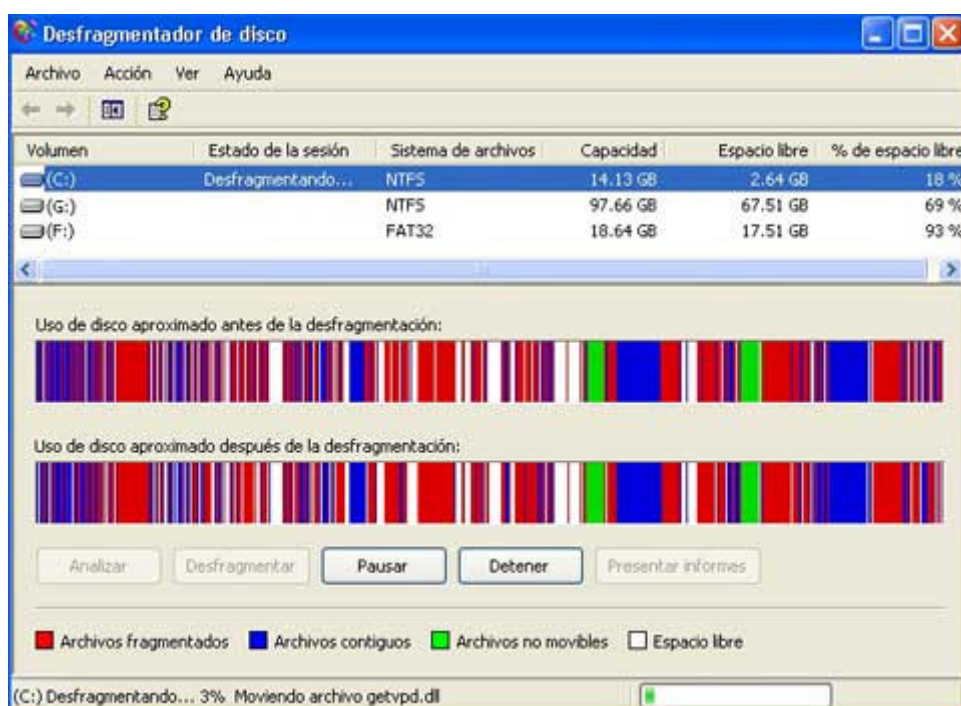 Desfragmentador de disco
Archivo Acción Ver Ayuda
Volumen Estado de la sesión Sistema de archivos Capacidad Espacio libre % de espacio libre
(C:) Desfragmentando... NTFS 14.13 GB 2.64 GB 18 %
(G:) NTFS 97.66 GB 67.51 GB 69 %
(F:) FAT32 18.64 GB 17.51 GB 93 %
Uso de disco aproximado antes de la desfragmentación:
Uso de disco aproximado después de la desfragmentación:
Analizar Desfragmentar Pausar Detener Presentar informes
Archivos fragmentados Archivos contiguos Archivos no movibles Espacio libre
(C:) Desfragmentando... 3% Moviendo archivo getvpd.dll